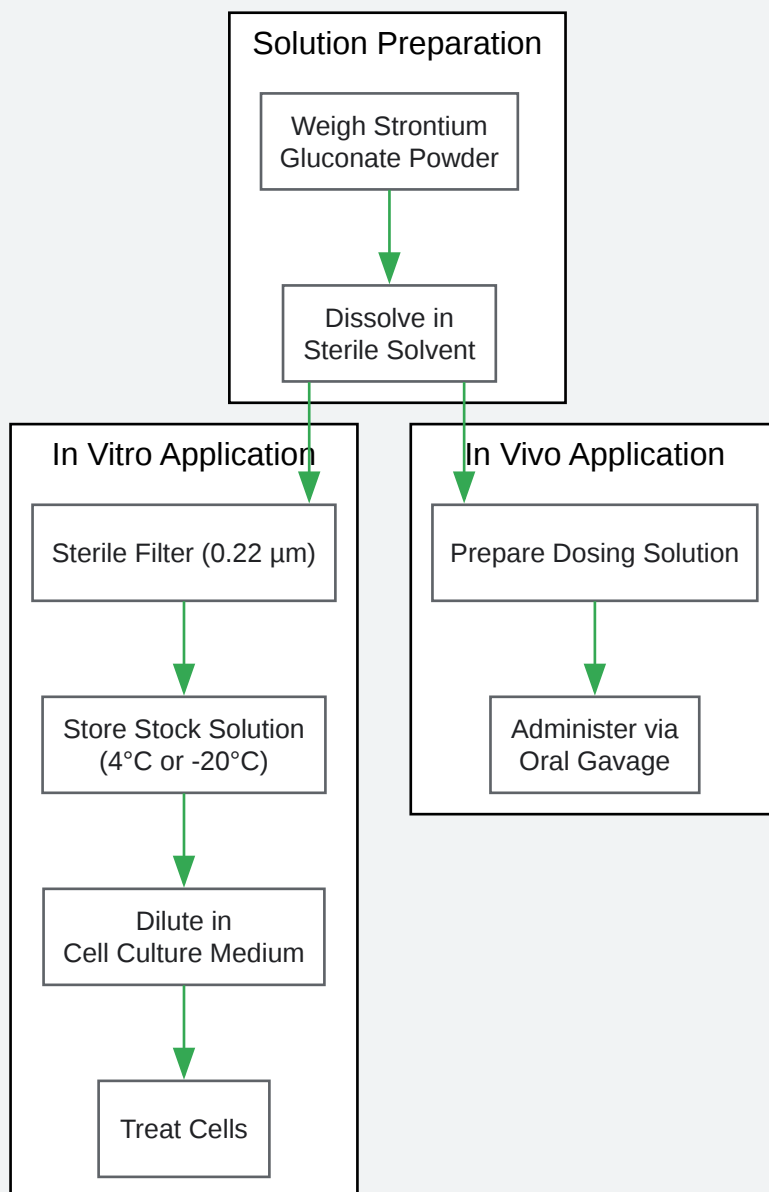 Solution Preparation
Weigh Strontium
Gluconate Powder
Dissolve in
Sterile Solvent
In Vitro Application
Sterile Filter (0.22 µm)
Store Stock Solution
(4°C or -20°C)
Dilute in
Cell Culture Medium
Treat Cells
In Vivo Application
Prepare Dosing Solution
Administer via
Oral Gavage